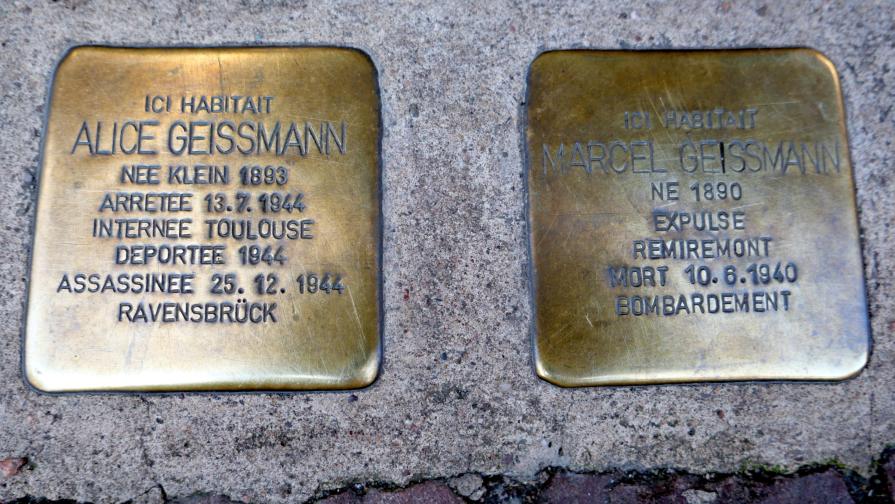 ICI HABITAIT
ALICE GEISSMANN
NEE KLEIN 1893
ARRETEE 13.7.1944
INTERNEE TOULOUSE
DEPORTEE 1944
ASSASSINEE 25.12.1944
RAVENSBRÜCK
ICI HABITAIT
MARCEL GEISSMANN
NE 1890
EXPULSE
REMIREMONT
MORT 10.6.1940
BOMBARDEMENT